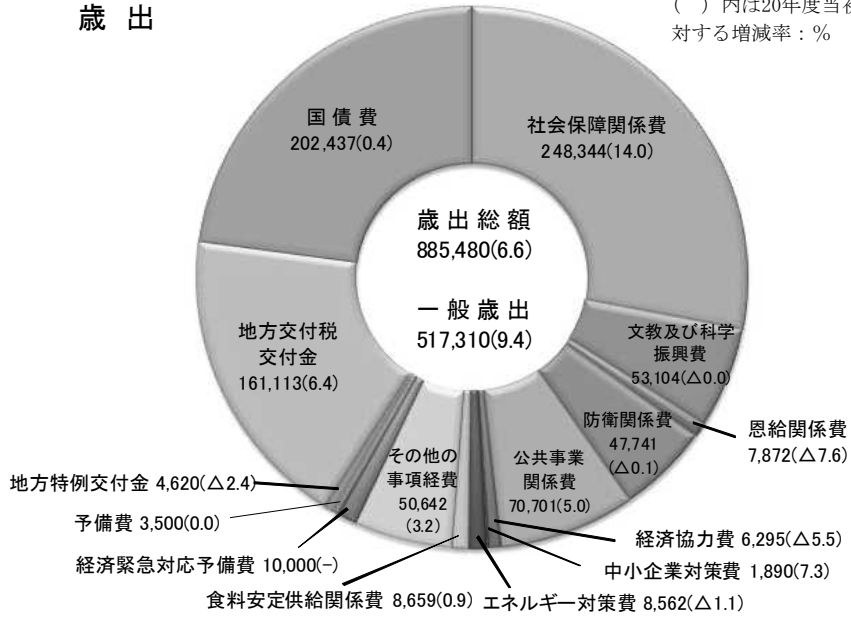 歳 出
( )内は20年度当初
対する増減率：%
国 債 費
202,437(0.4)
社会保障関係費
248,344(14.0)
歳 出 総 額
885,480(6.6)
一 般 歳 出
517,310(9.4)
地方交付税
交付金
161,113(6.4)
文教及び科学
振興費
53,104(△0.0)
恩給関係費
7,872(△7.6)
防衛関係費
47,741
(△0.1)
公共事業
関係費
70,701(5.0)
その他の
事項経費
50,642
(3.2)
地方特例交付金 4,620(△2.4)
予備費 3,500(0.0)
経済緊急対応予備費 10,000(-)
食料安定供給関係費 8,659(0.9)
エネルギー対策費 8,562(△1.1)
中小企業対策費 1,890(7.3)
経済協力費 6,295(△5.5)